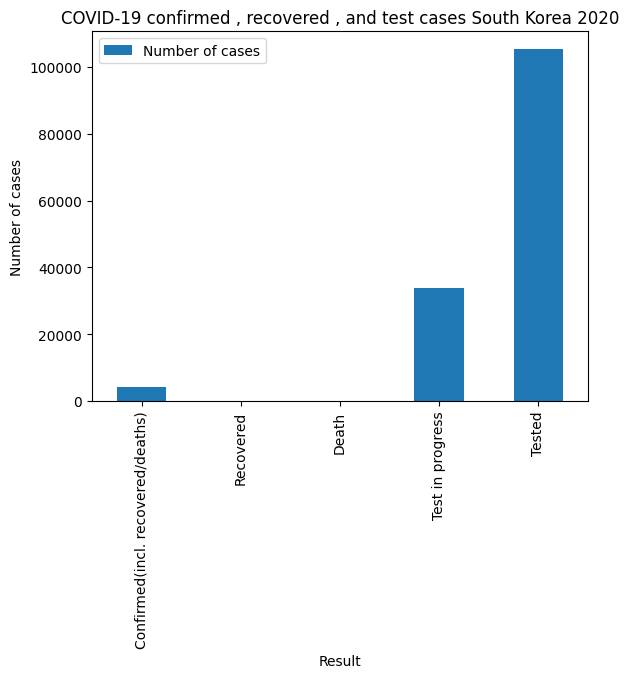 COVID-19 confirmed , recovered , and test cases South Korea 2020
Number of cases
Number of cases
100000
80000
60000
40000
20000
0
Confirmed(incl. recovered/deaths)
Recovered
Death
Test in progress
Tested
Result